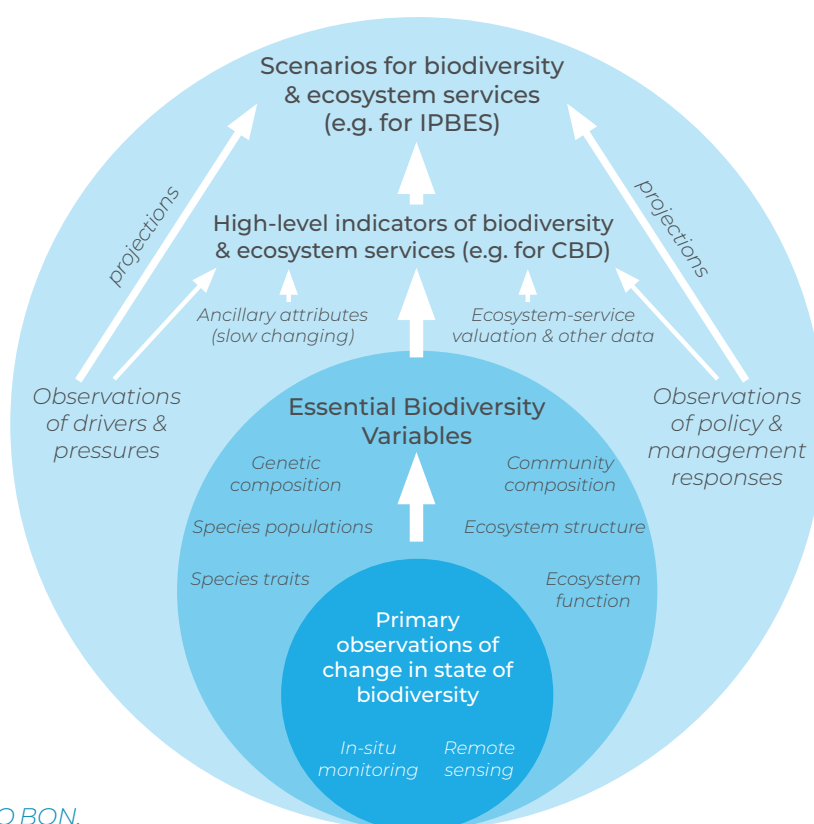 Scenarios for biodiversity
& ecosystem services
(e.g. for IPBES)
projections
projections
High-level indicators of biodiversity
& ecosystem services (e.g. for CBD)
Ancillary attributes
(slow changing)
Ecosystem-service
valuation & other data
Observations
of drivers &
pressures
Essential Biodiversity
Variables
Observations
of policy &
management
responses
Genetic
composition
Community
composition
Species populations
Ecosystem structure
Species traits
Ecosystem
function
Primary
observations of
change in state of
biodiversity
In-situ
monitoring
Remote
sensing
O BON.